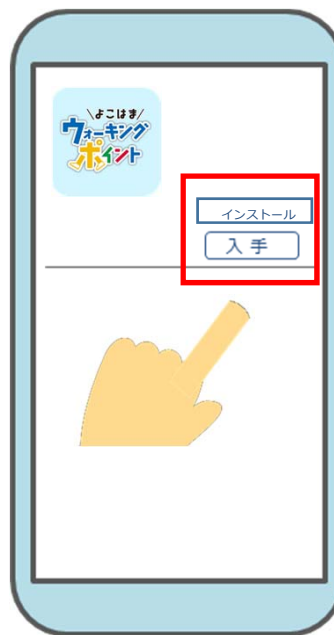 よこはま
ウォーキング
ポイント
インストール
入手